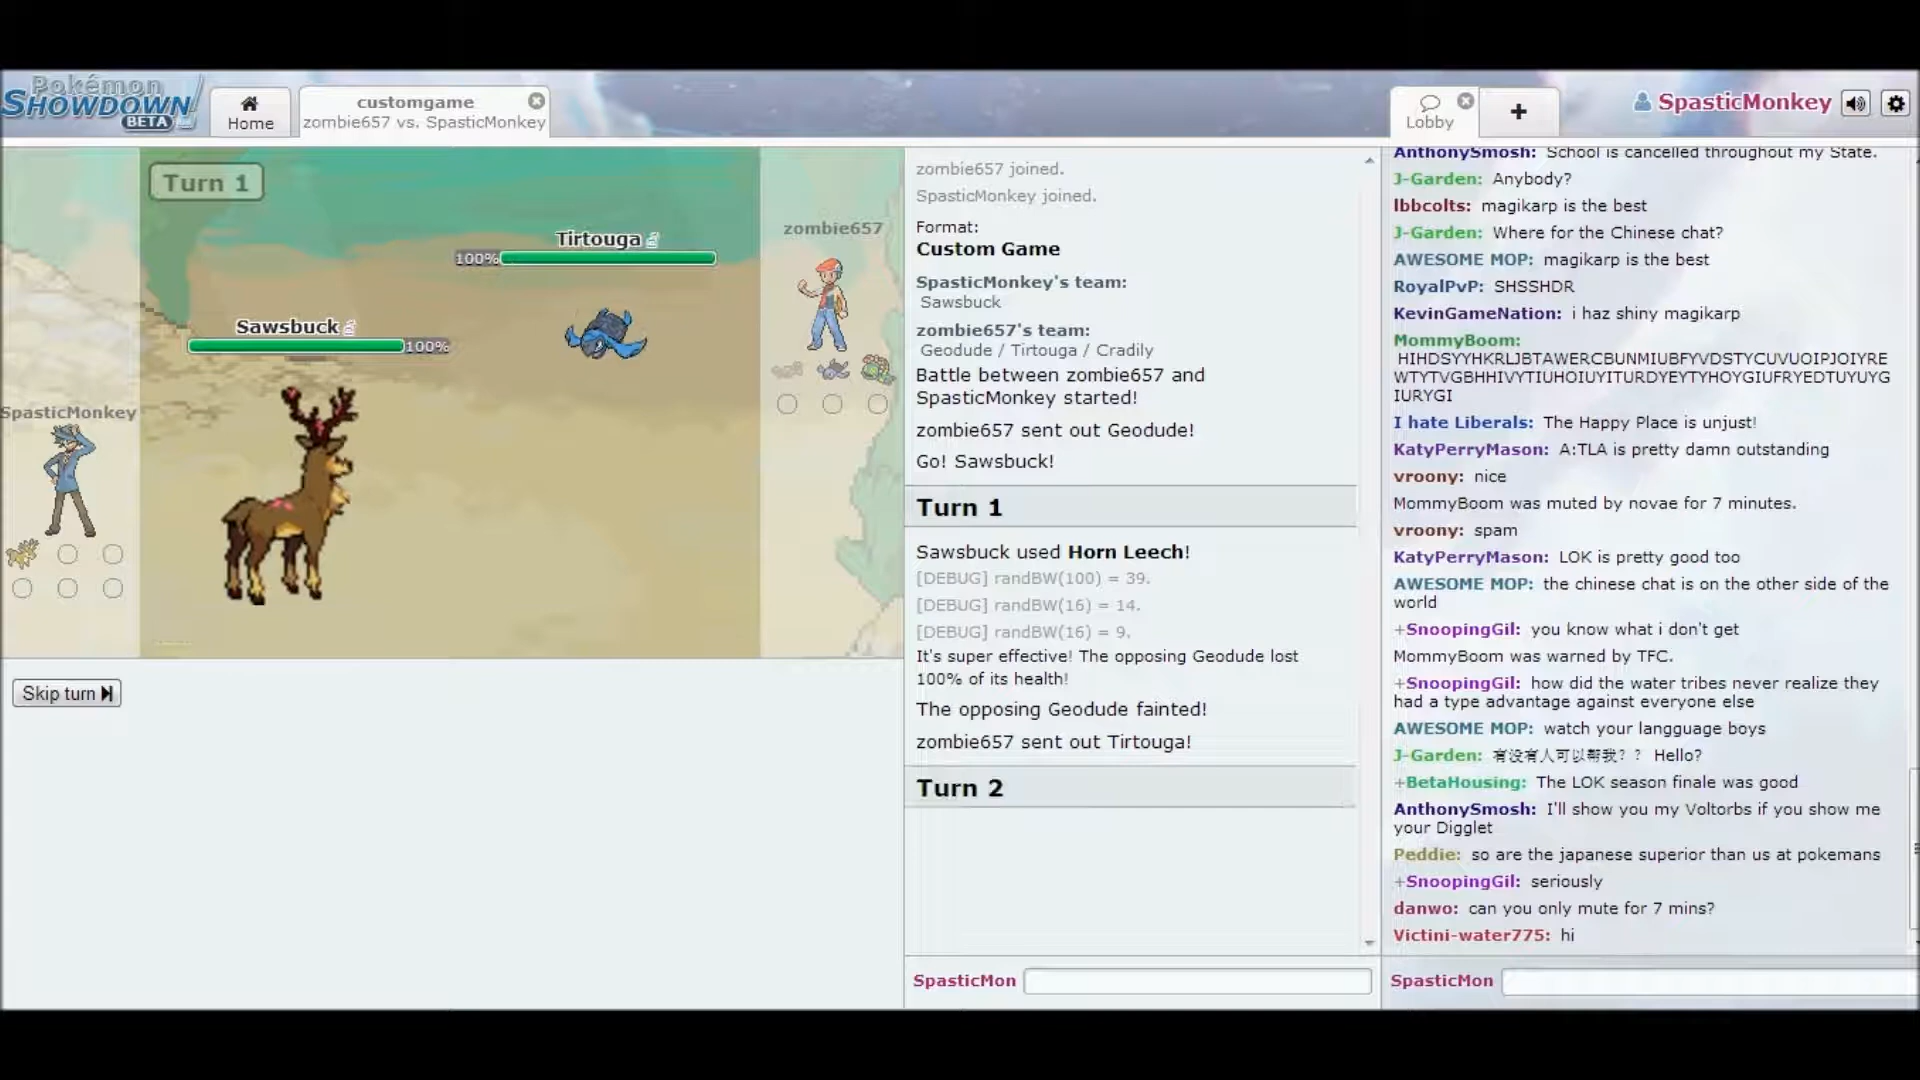 Pokémon
SHOWDOWN!
BETA
Home
customgame
zombie657 vs. SpasticMonkey
Lobby
+
SpasticMonkey
Turn 1
Tirtouga
100%
Sawsbuck
100%
zombie657
SpasticMonkey
Skip turn
zombie657 joined.
SpasticMonkey joined.
Format:
Custom Game
SpasticMonkey's team:
Sawsbuck
zombie657's team:
Geodude / Tirtouga / Cradily
Battle between zombie657 and
SpasticMonkey started!
zombie657 sent out Geodude!
Go! Sawsbuck!
Turn 1
Sawsbuck used Horn Leech!
[DEBUG] randBW(100) = 39.
[DEBUG] randBW(16) = 14.
[DEBUG] randBW(16) = 9.
It's super effective! The opposing Geodude lost
100% of its health!
The opposing Geodude fainted!
zombie657 sent out Tirtouga!
Turn 2
SpasticMon
AnthonySmosh: School is cancelled throughout my State.
J-Garden: Anybody?
lbbcolts: magikarp is the best
J-Garden: Where for the Chinese chat?
AWESOME MOP: magikarp is the best
RoyalPvP: SHSSHDR
KevinGameNation: i haz shiny magikarp
MommyBoom:
HIHDSYYHKRLJBTAWERCBUNMIUBFYVDSTYCUVUOIPJOIYRE
WTYTVGBHHIVYTIUHOIUYITURDYEYTYHOYGIUFRYEDTUYUYG
IURYGI
I hate Liberals: The Happy Place is unjust!
KatyPerryMason: A:TLA is pretty damn outstanding
vroony: nice
MommyBoom was muted by novae for 7 minutes.
vroony: spam
KatyPerryMason: LOK is pretty good too
AWESOME MOP: the chinese chat is on the other side of the
world
+SnoopingGil: you know what i don't get
MommyBoom was warned by TFC.
+SnoopingGil: how did the water tribes never realize they
had a type advantage against everyone else
AWESOME MOP: watch your langguage boys
J-Garden: 有没有人可以帮我？？ Hello?
+BetaHousing: The LOK season finale was good
AnthonySmosh: I'll show you my Voltorbs if you show me
your Digglet
Peddie: so are the japanese superior than us at pokemans
+SnoopingGil: seriously
danwo: can you only mute for 7 mins?
Victini-water775: hi
SpasticMon